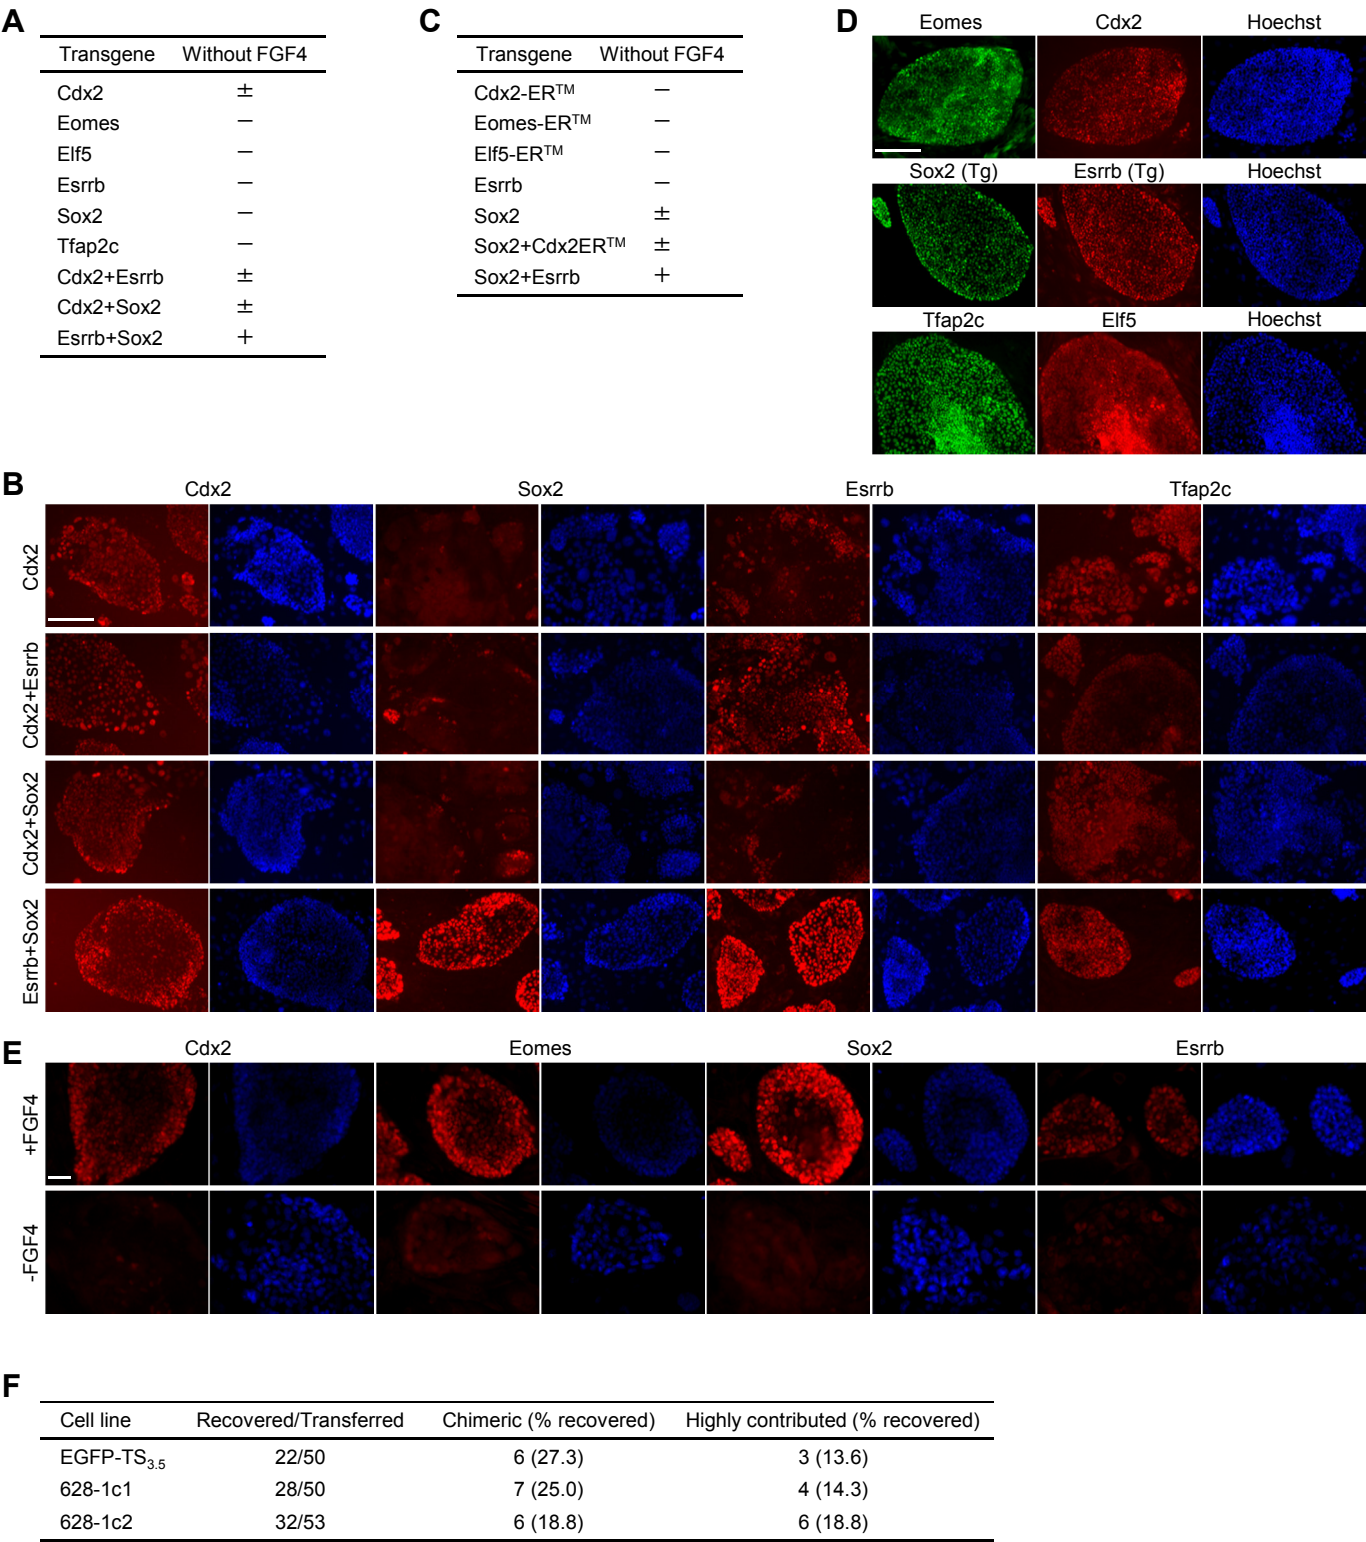 A
Transgene Without FGF4
Cdx2 ±
Eomes −
Elf5 −
Esrrb −
Sox2 −
Tfap2c −
Cdx2+Esrrb ±
Cdx2+Sox2 ±
Esrrb+Sox2 +
C
Transgene Without FGF4
Cdx2-ER™ −
Eomes-ER™ −
Elf5-ER™ −
Esrrb −
Sox2 ±
Sox2+Cdx2ER™ ±
Sox2+Esrrb +
D
Eomes Cdx2 Hoechst
Sox2 (Tg) Esrrb (Tg) Hoechst
Tfap2c Elf5 Hoechst
B
Cdx2 Sox2 Esrrb Tfap2c
Cdx2
Cdx2+Esrrb
Cdx2+Sox2
Esrrb+Sox2
E
Cdx2 Eomes Sox2 Esrrb
+FGF4
-FGF4
F
Cell line Recovered/Transferred Chimeric (% recovered) Highly contributed (% recovered)
EGFP-TS3.5 22/50 6 (27.3) 3 (13.6)
628-1c1 28/50 7 (25.0) 4 (14.3)
628-1c2 32/53 6 (18.8) 6 (18.8)